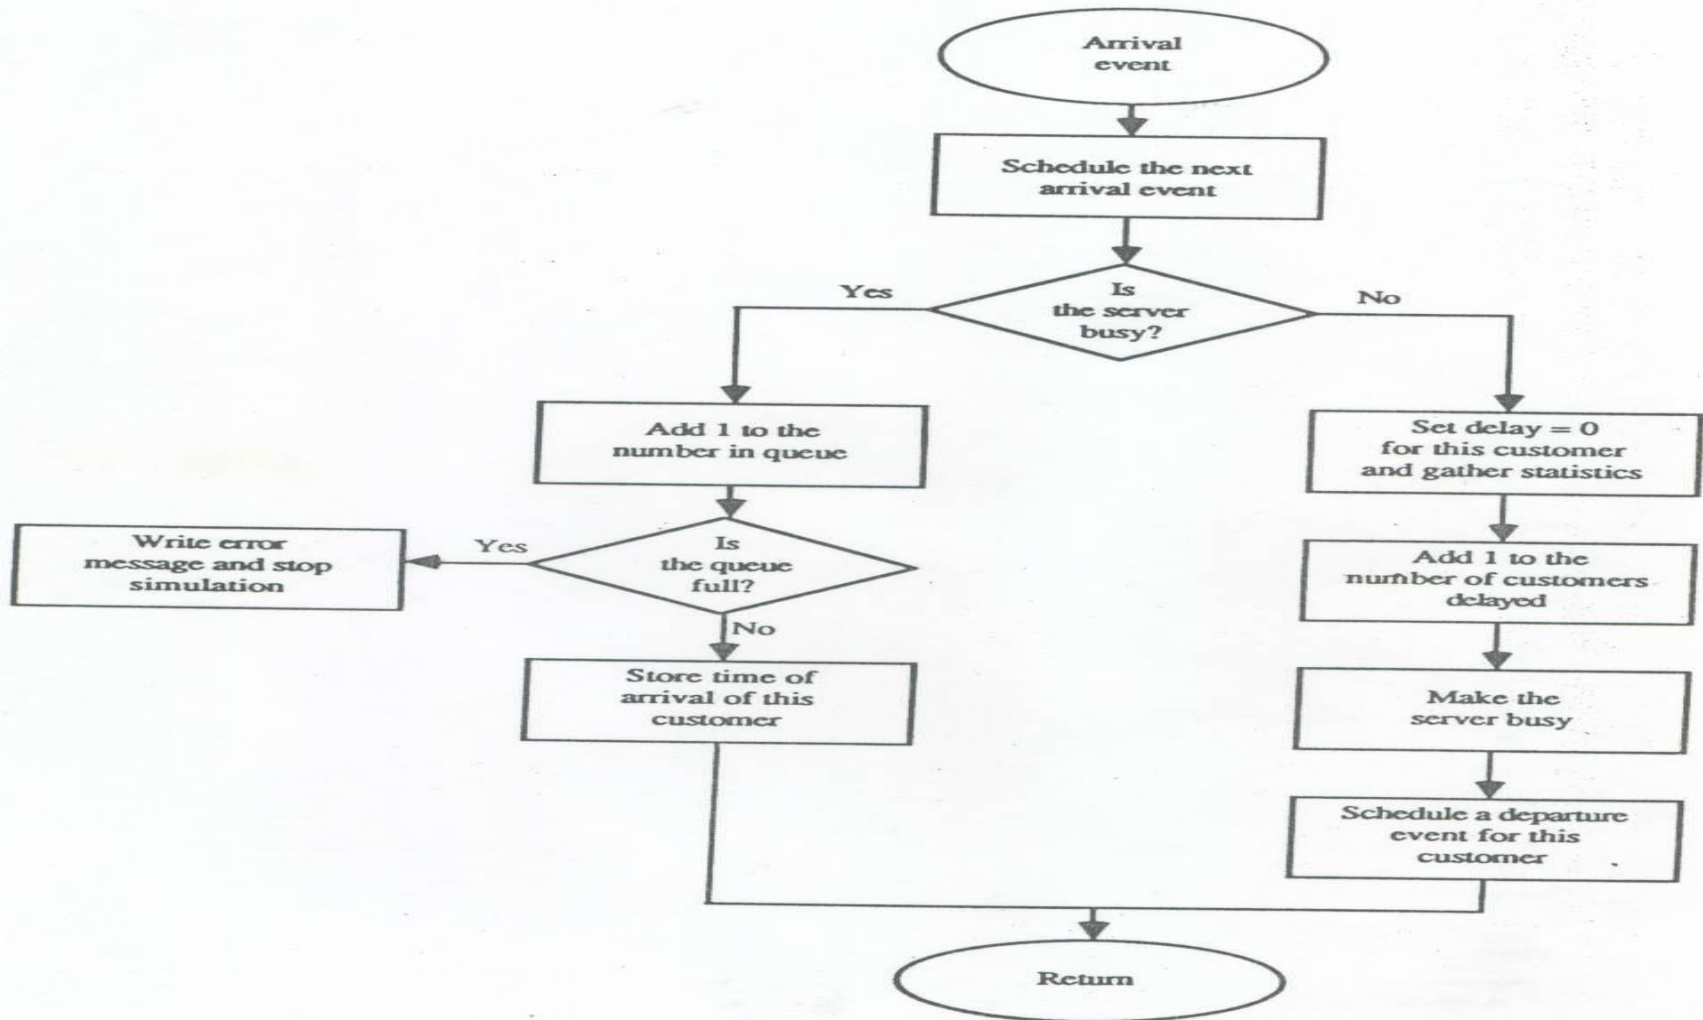 Arrival
event
Schedule the next
arrival event
Is
the server
busy?
Yes
No
Add 1 to the
number in queue
Is
the queue
full?
Yes
Write error
message and stop
simulation
No
Store time of
arrival of this
customer
Set delay = 0
for this customer
and gather statistics
Add 1 to the
number of customers
delayed
Make the
server busy
Schedule a departure
event for this
customer
Return